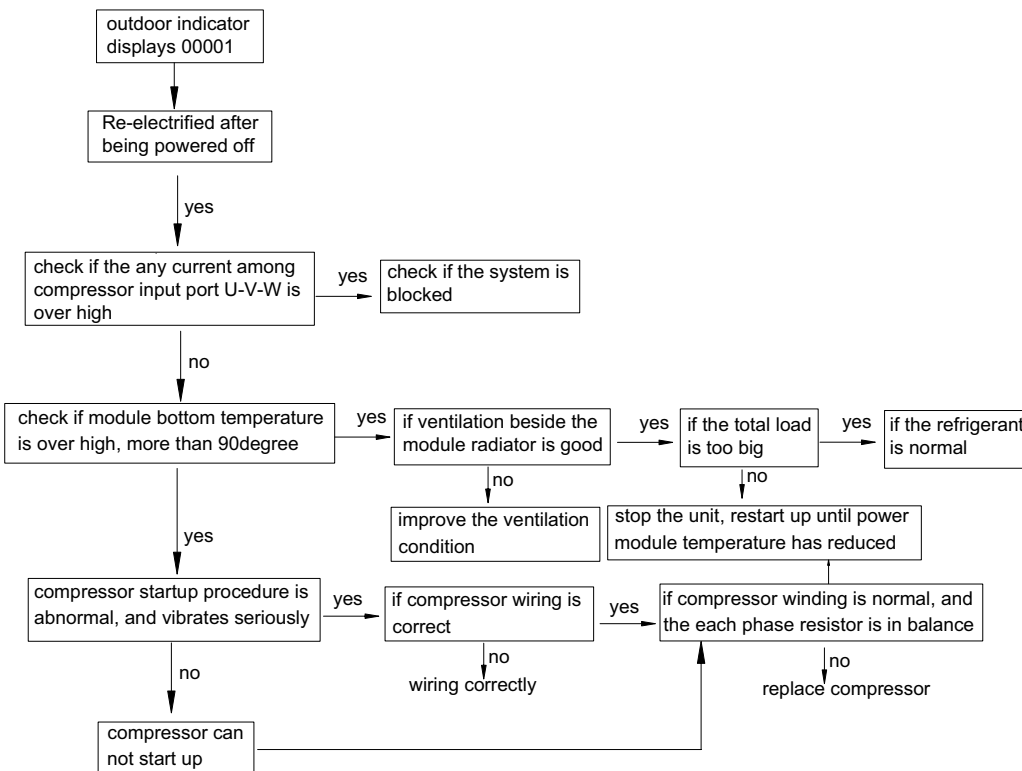 outdoor indicator
displays 00001
Re-electrified after
being powered off
yes
check if the any current among
compressor input port U-V-W is
over high
yes
check if the system is
blocked
no
check if module bottom temperature
is over high, more than 90degree
yes
if ventilation beside the
module radiator is good
yes
if the total load
is too big
yes
if the refrigerant
is normal
no
improve the ventilation
condition
no
stop the unit, restart up until power
module temperature has reduced
yes
compressor startup procedure is
abnormal, and vibrates seriously
yes
if compressor wiring is
correct
yes
if compressor winding is normal, and
the each phase resistor is in balance
no
wiring correctly
no
replace compressor
no
compressor can
not start up